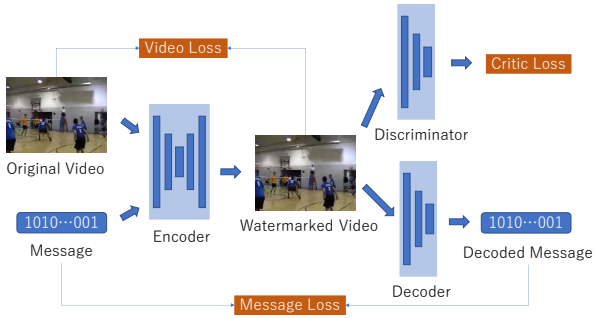 Video Loss
Critic Loss
Discriminator
Original Video
1010…001
Message
Encoder
Watermarked Video
1010…001
Decoded Message
Decoder
Message Loss